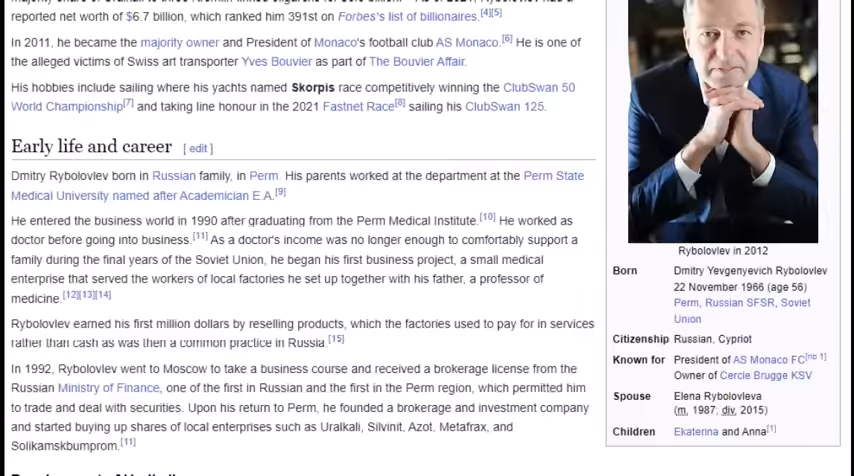 reported net worth of $6.7 billion, which ranked him 391st on Forbes's list of billionaires.[4][5]
In 2011, he became the majority owner and President of Monaco's football club AS Monaco.[6] He is one of
the alleged victims of Swiss art transporter Yves Bouvier as part of The Bouvier Affair.
His hobbies include sailing where his yachts named Skorpis race competitively winning the ClubSwan 50
World Championship[7] and taking line honour in the 2021 Fastnet Race[8] sailing his ClubSwan 125.
Early life and career [ edit ]
Dmitry Rybolovlev born in Russian family, in Perm. His parents worked at the department at the Perm State
Medical University named after Academician E.A.[9]
He entered the business world in 1990 after graduating from the Perm Medical Institute.[10] He worked as
doctor before going into business.[11] As a doctor's income was no longer enough to comfortably support a
family during the final years of the Soviet Union, he began his first business project, a small medical
enterprise that served the workers of local factories he set up together with his father, a professor of
medicine.[12][13][14]
Rybolovlev earned his first million dollars by reselling products, which the factories used to pay for in services
rather than cash as was then a common practice in Russia.[15]
In 1992, Rybolovlev went to Moscow to take a business course and received a brokerage license from the
Russian Ministry of Finance, one of the first in Russian and the first in the Perm region, which permitted him
to trade and deal with securities. Upon his return to Perm, he founded a brokerage and investment company
and started buying up shares of local enterprises such as Uralkali, Silvinit, Azot, Metafrax, and
Solikamskbumprom.[11]
Rybolovlev in 2012
Born Dmitry Yevgenyevich Rybolovlev
22 November 1966 (age 56)
Perm, Russian SFSR, Soviet
Union
Citizenship Russian, Cypriot
Known for President of AS Monaco FC[nb 1]
Owner of Cercle Brugge KSV
Spouse Elena Rybolovleva
(m. 1987; div. 2015)
Children Ekaterina and Anna[1]